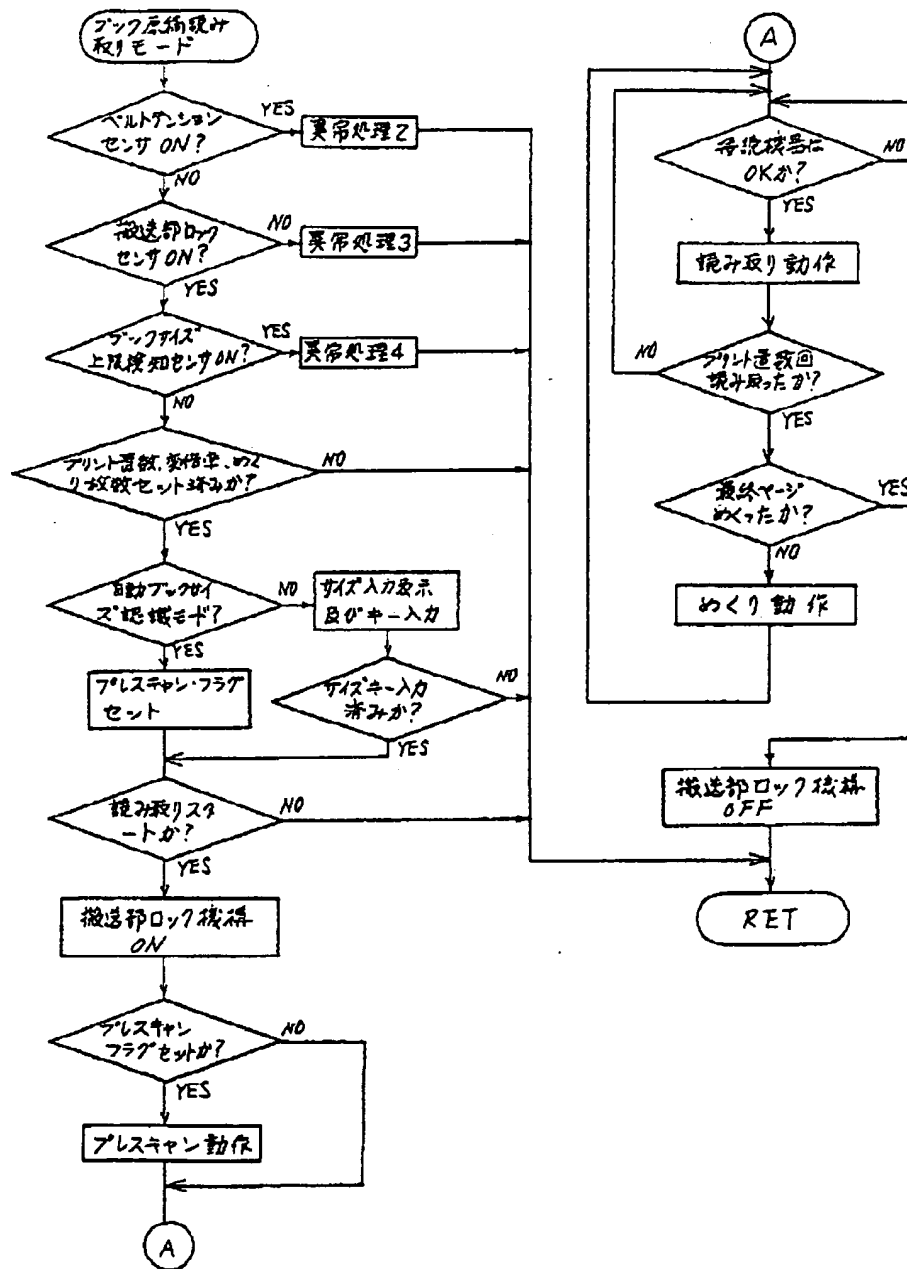 ブック原稿読み
取りモード
ベルトテンション
センサ ON?
YES
異常処理2
NO
搬送部ロック
センサON?
NO
異常処理3
YES
ブックサイズ
上限検知センサON?
YES
異常処理4
NO
プリント置数、変倍率、めく
り枚数セット済みか?
NO
YES
自動ブックサイ
ズ認識モード?
NO
サイズ入力表示
及びキー入力
YES
プレスキャン・フラグ
セット
サイズキー入力
済みか?
NO
YES
読み取りスタ
ートか?
NO
YES
搬送部ロック機構
ON
プレスキャン
フラグセットか?
NO
YES
プレスキャン動作
A
A
接続機器は
OKか?
NO
YES
読み取り動作
プリント置数回
読み取ったか?
NO
YES
最終ページ
めくったか?
YES
NO
めくり動作
搬送部ロック機構
OFF
RET